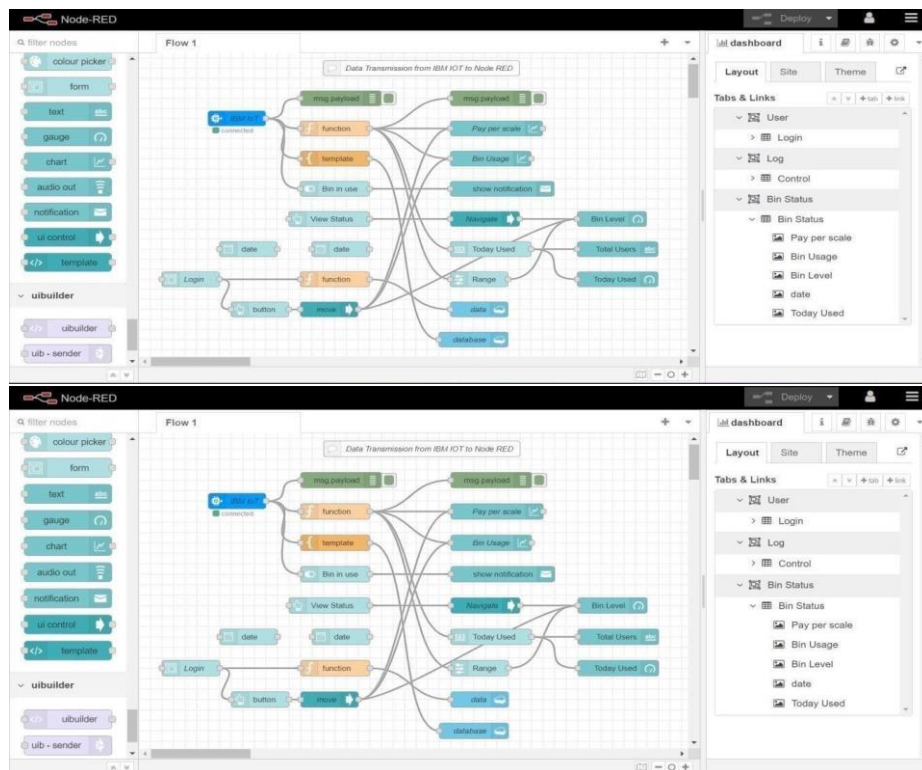 Node-RED
Deploy
filter nodes
Flow 1
dashboard
i
colour picker
form
text
abc
gauge
chart
audio out
notification
ui control
template
uibuilder
uibuilder
uib - sender
Data Transmission from IBM IOT to Node RED
IBM IoT
connected
msg.payload
msg.payload
function
Pay per scale
template
Bin Usage
Bin in use
show notification
View Status
Navigate
Bin Level
date
date
Today Used
Total Users
abc
Login
function
Range
Today Used
button
move
data
database
Layout
Site
Theme
Tabs & Links
+ tab
+ link
User
Login
Log
Control
Bin Status
Bin Status
Pay per scale
Bin Usage
Bin Level
date
Today Used
Node-RED
Deploy
filter nodes
Flow 1
dashboard
i
colour picker
form
text
abc
gauge
chart
audio out
notification
ui control
template
uibuilder
uibuilder
uib - sender
Data Transmission from IBM IOT to Node RED
IBM IoT
connected
msg.payload
msg.payload
function
Pay per scale
template
Bin Usage
Bin in use
show notification
View Status
Navigate
Bin Level
date
date
Today Used
Total Users
abc
Login
function
Range
Today Used
button
move
data
database
Layout
Site
Theme
Tabs & Links
+ tab
+ link
User
Login
Log
Control
Bin Status
Bin Status
Pay per scale
Bin Usage
Bin Level
date
Today Used